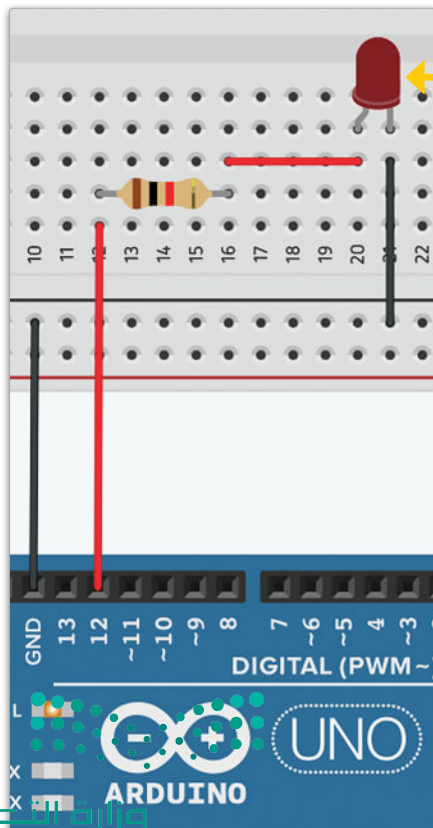 10 11 12 13 14 15 16 17 18 19 20 21 22
GND 13 12 ~11 ~10 ~9 8 7 ~6 ~5 4 ~3
DIGITAL (PWM~)
L
UNO
X
X
ARDUINO
وزارة